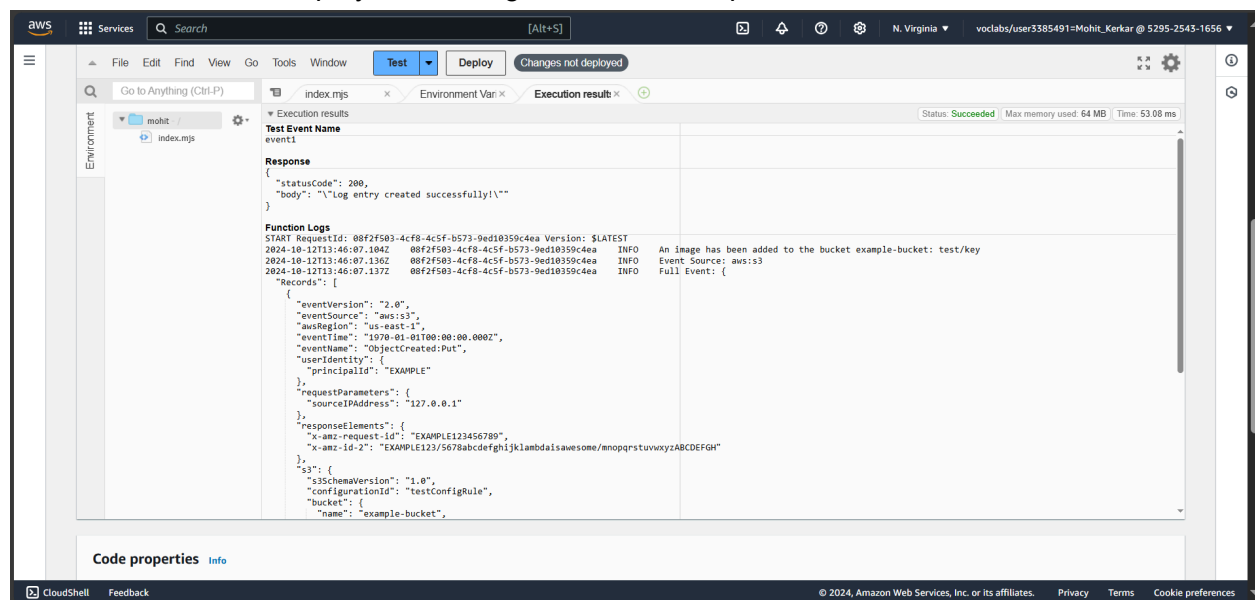 aws Services Search [Alt+S] N. Virginia voclabs/user3385491=Mohit_Kerkar @ 5295-2543-1656
File Edit Find View Go Tools Window Test Deploy Changes not deployed
Go to Anything (Ctrl-P) index.mjs Environment Vari Execution results
Environment
mohit - /
index.mjs
Execution results Status: Succeeded Max memory used: 64 MB Time: 53.08 ms
Test Event Name
event1
Response
{
"statusCode": 200,
"body": "\"Log entry created successfully!\""
}
Function Logs
START RequestId: 08f2f503-4cf8-4c5f-b573-9ed10359c4ea Version: $LATEST
2024-10-12T13:46:07.104Z 08f2f503-4cf8-4c5f-b573-9ed10359c4ea INFO An image has been added to the bucket example-bucket: test/key
2024-10-12T13:46:07.136Z 08f2f503-4cf8-4c5f-b573-9ed10359c4ea INFO Event Source: aws:s3
2024-10-12T13:46:07.137Z 08f2f503-4cf8-4c5f-b573-9ed10359c4ea INFO Full Event: {
"Records": [
{
"eventVersion": "2.0",
"eventSource": "aws:s3",
"awsRegion": "us-east-1",
"eventTime": "1970-01-01T00:00:00.000Z",
"eventName": "ObjectCreated:Put",
"userIdentity": {
"principalId": "EXAMPLE"
},
"requestParameters": {
"sourceIPAddress": "127.0.0.1"
},
"responseElements": {
"x-amz-request-id": "EXAMPLE123456789",
"x-amz-id-2": "EXAMPLE123/5678abcdefghijklambdaisawesome/mnopqrstuvwxyzABCDEFGH"
},
"s3": {
"s3SchemaVersion": "1.0",
"configurationId": "testConfigRule",
"bucket": {
"name": "example-bucket",
Code properties Info
CloudShell Feedback © 2024, Amazon Web Services, Inc. or its affiliates. Privacy Terms Cookie preferences